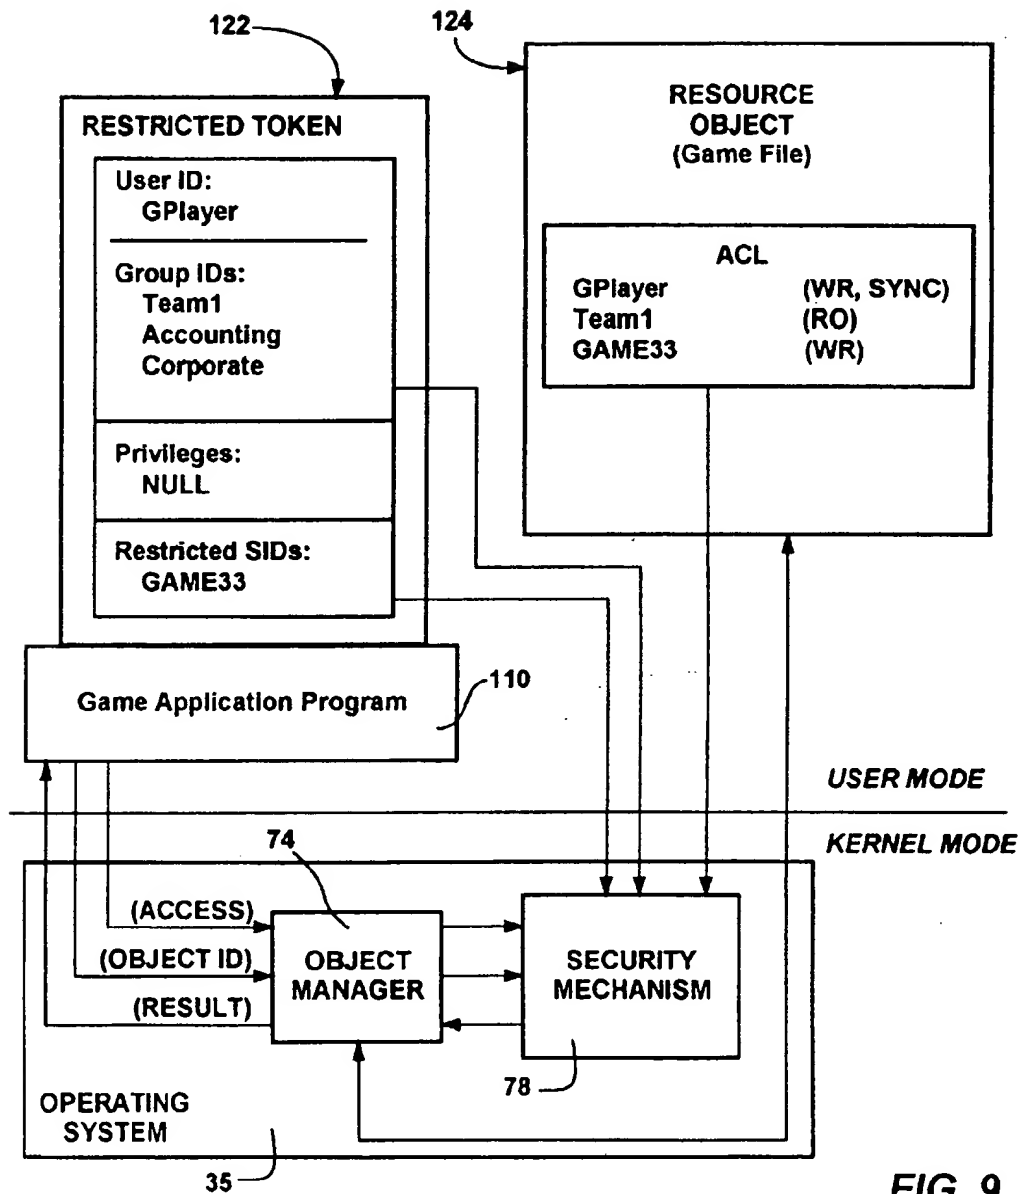 122
124
RESTRICTED TOKEN
User ID:
GPlayer
Group IDs:
Team1
Accounting
Corporate
Privileges:
NULL
Restricted SIDs:
GAME33
RESOURCE
OBJECT
(Game File)
ACL
GPlayer (WR, SYNC)
Team1 (RO)
GAME33 (WR)
Game Application Program
110
USER MODE
KERNEL MODE
74
(ACCESS)
(OBJECT ID)
(RESULT)
OBJECT
MANAGER
SECURITY
MECHANISM
78
OPERATING
SYSTEM
35
FIG. 9